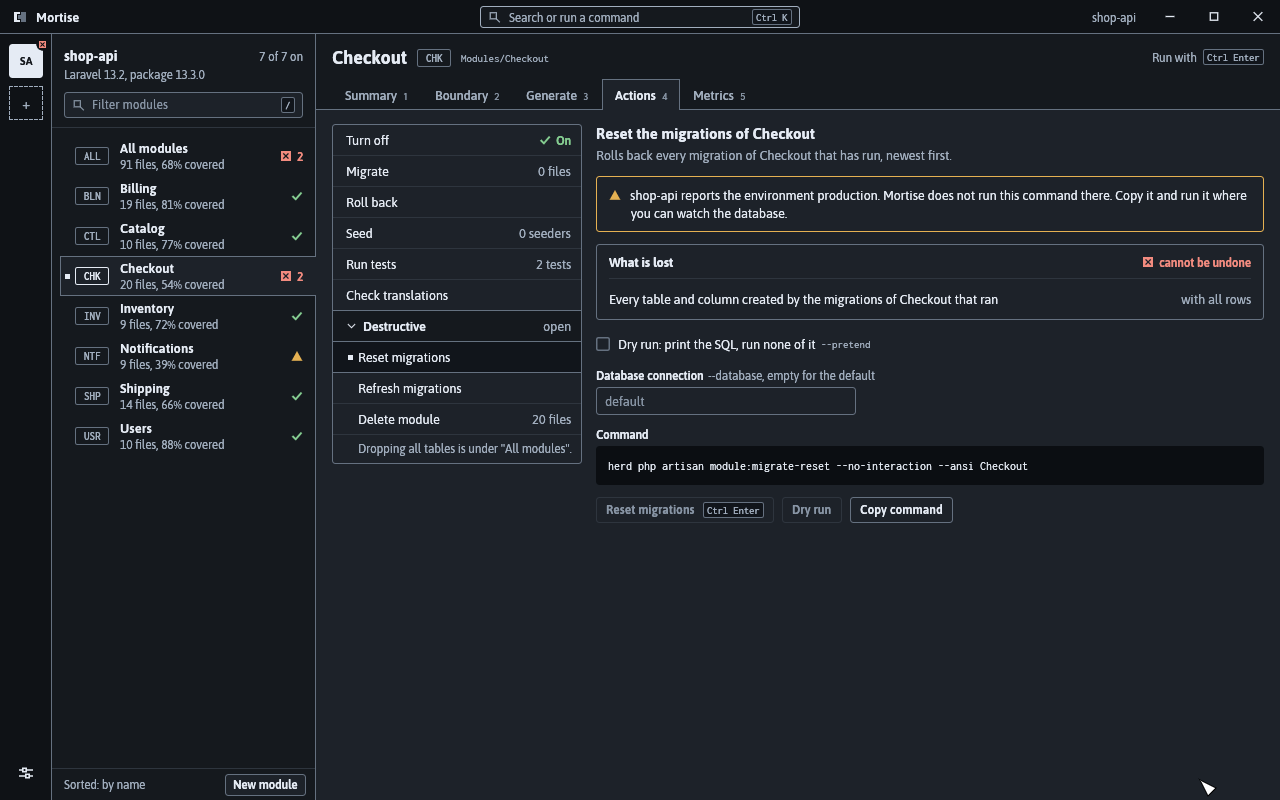 Mortise
Search or run a command
Ctrl K
shop-api
SA
+
shop-api
7 of 7 on
Laravel 13.2, package 13.3.0
Filter modules
/
ALL
All modules
91 files, 68% covered
2
BLN
Billing
19 files, 81% covered
CTL
Catalog
10 files, 77% covered
CHK
Checkout
20 files, 54% covered
2
INV
Inventory
9 files, 72% covered
NTF
Notifications
9 files, 39% covered
SHP
Shipping
14 files, 66% covered
USR
Users
10 files, 88% covered
Sorted: by name
New module
Checkout
CHK
Modules/Checkout
Run with
Ctrl Enter
Summary 1
Boundary 2
Generate 3
Actions 4
Metrics 5
Turn off
On
Migrate
0 files
Roll back
Seed
0 seeders
Run tests
2 tests
Check translations
Destructive
open
Reset migrations
Refresh migrations
Delete module
20 files
Dropping all tables is under "All modules".
Reset the migrations of Checkout
Rolls back every migration of Checkout that has run, newest first.
shop-api reports the environment production. Mortise does not run this command there. Copy it and run it where
you can watch the database.
What is lost
cannot be undone
Every table and column created by the migrations of Checkout that ran
with all rows
Dry run: print the SQL, run none of it --pretend
Database connection --database, empty for the default
default
Command
herd php artisan module:migrate-reset --no-interaction --ansi Checkout
Reset migrations
Ctrl Enter
Dry run
Copy command